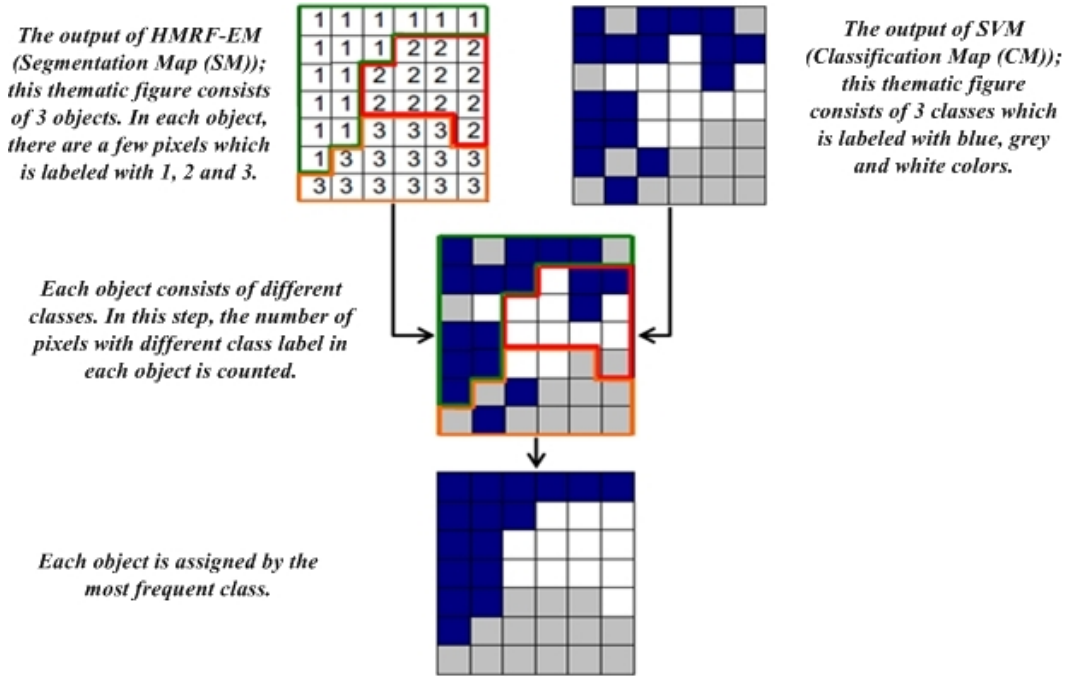 The output of HMRF-EM
(Segmentation Map (SM));
this thematic figure consists
of 3 objects. In each object,
there are a few pixels which
is labeled with 1, 2 and 3.
1 1 1 1 1 1
1 1 1 2 2 2
1 1 2 2 2 2
1 1 2 2 2 2
1 1 3 3 3 2
1 3 3 3 3 3
3 3 3 3 3 3
The output of SVM
(Classification Map (CM));
this thematic figure
consists of 3 classes which
is labeled with blue, grey
and white colors.
Each object consists of different
classes. In this step, the number of
pixels with different class label in
each object is counted.
Each object is assigned by the
most frequent class.